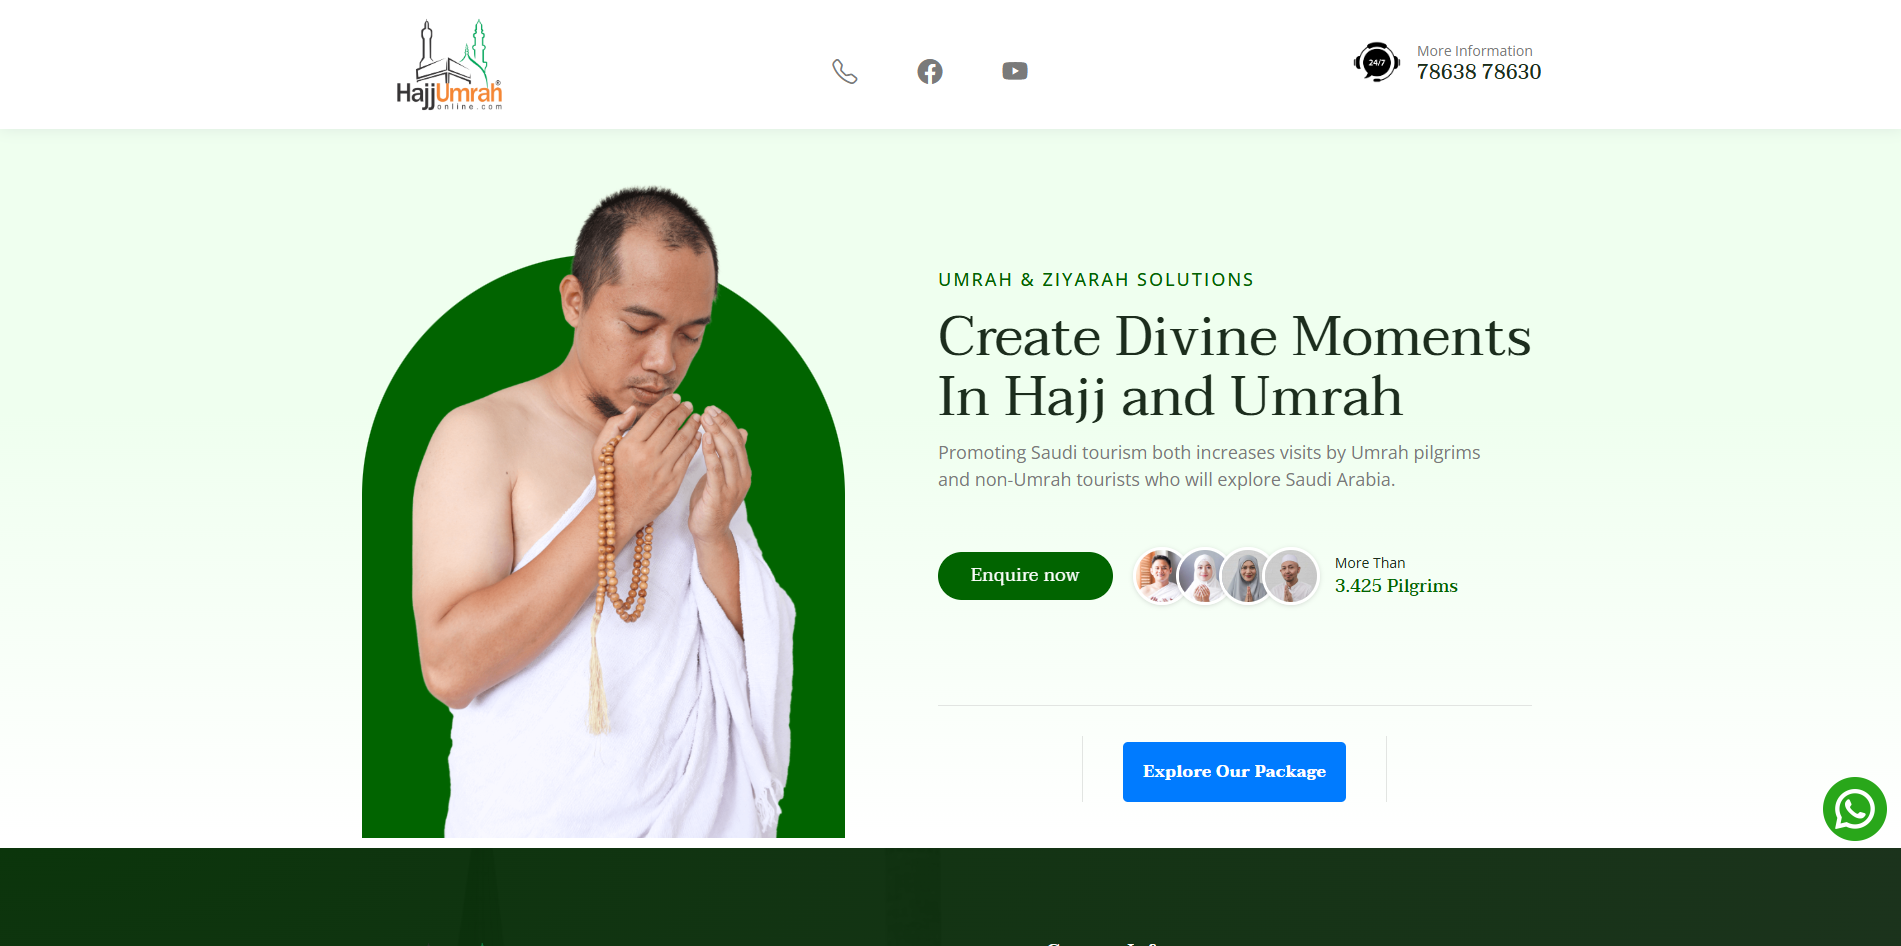 HajjUmrah®
online.com
24/7
More Information
78638 78630
UMRAH & ZIYARAH SOLUTIONS
Create Divine Moments
In Hajj and Umrah
Promoting Saudi tourism both increases visits by Umrah pilgrims
and non-Umrah tourists who will explore Saudi Arabia.
Enquire now
More Than
3.425 Pilgrims
Explore Our Package